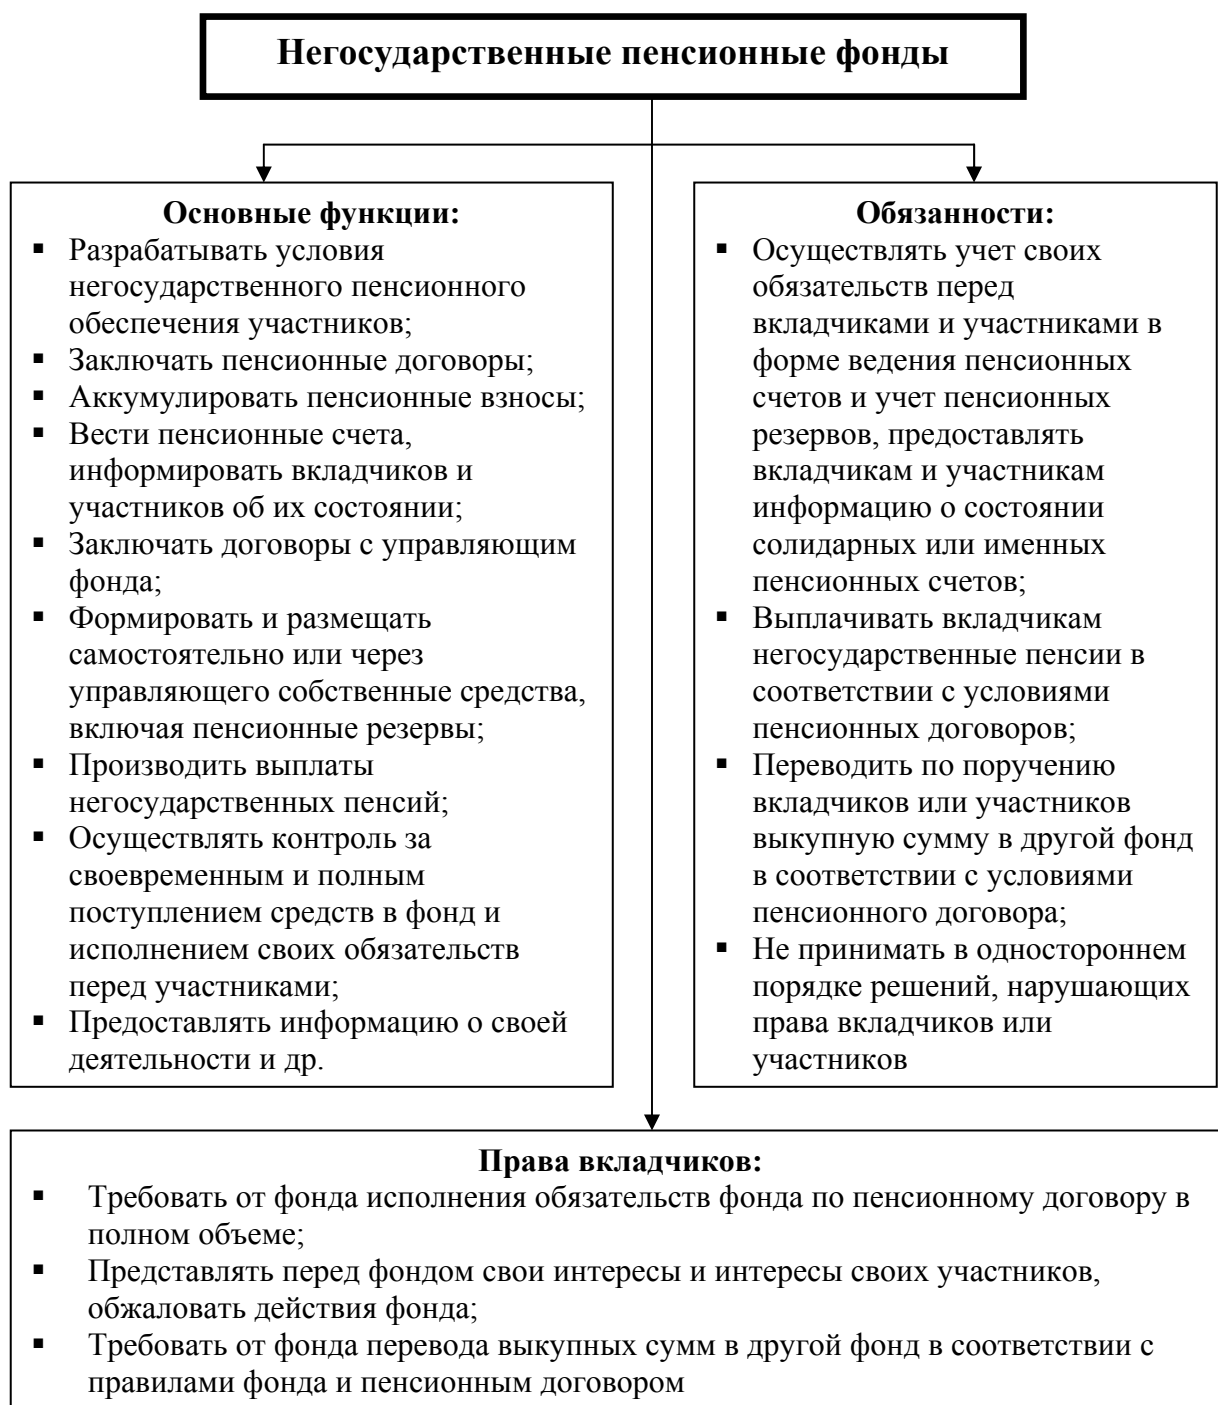 Негосударственные пенсионные фонды
Основные функции:
▪ Разрабатывать условия
негосударственного пенсионного
обеспечения участников;
▪ Заключать пенсионные договоры;
▪ Аккумулировать пенсионные взносы;
▪ Вести пенсионные счета,
информировать вкладчиков и
участников об их состоянии;
▪ Заключать договоры с управляющим
фонда;
▪ Формировать и размещать
самостоятельно или через
управляющего собственные средства,
включая пенсионные резервы;
▪ Производить выплаты
негосударственных пенсий;
▪ Осуществлять контроль за
своевременным и полным
поступлением средств в фонд и
исполнением своих обязательств
перед участниками;
▪ Предоставлять информацию о своей
деятельности и др.
Обязанности:
▪ Осуществлять учет своих
обязательств перед
вкладчиками и участниками в
форме ведения пенсионных
счетов и учет пенсионных
резервов, предоставлять
вкладчикам и участникам
информацию о состоянии
солидарных или именных
пенсионных счетов;
▪ Выплачивать вкладчикам
негосударственные пенсии в
соответствии с условиями
пенсионных договоров;
▪ Переводить по поручению
вкладчиков или участников
выкупную сумму в другой фонд
в соответствии с условиями
пенсионного договора;
▪ Не принимать в одностороннем
порядке решений, нарушающих
права вкладчиков или
участников
Права вкладчиков:
▪ Требовать от фонда исполнения обязательств фонда по пенсионному договору в
полном объеме;
▪ Представлять перед фондом свои интересы и интересы своих участников,
обжаловать действия фонда;
▪ Требовать от фонда перевода выкупных сумм в другой фонд в соответствии с
правилами фонда и пенсионным договором